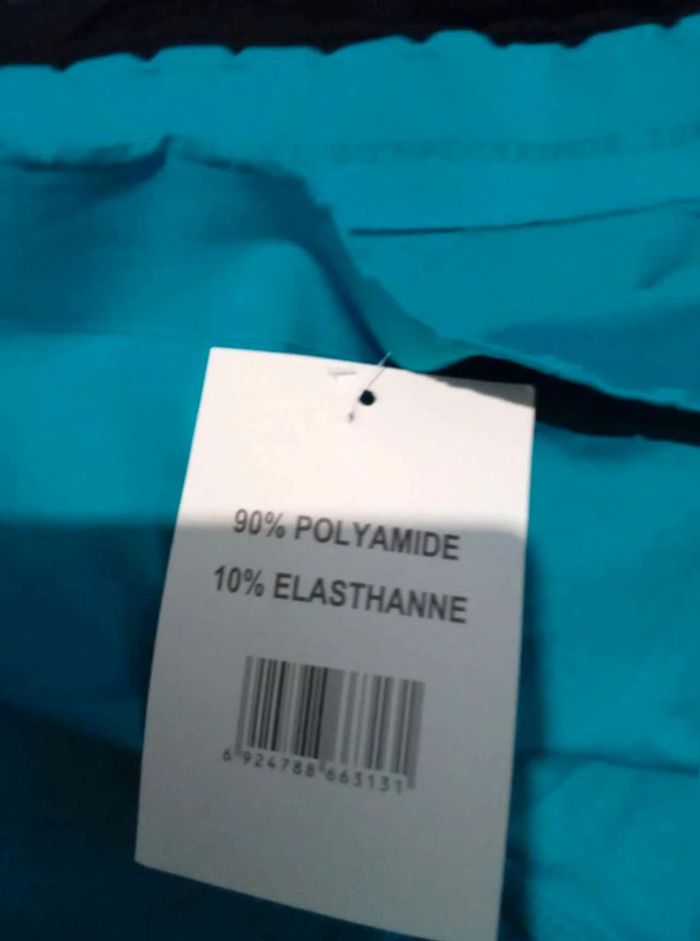 90% POLYAMIDE
10% ELASTHANNE
6 924788 663131